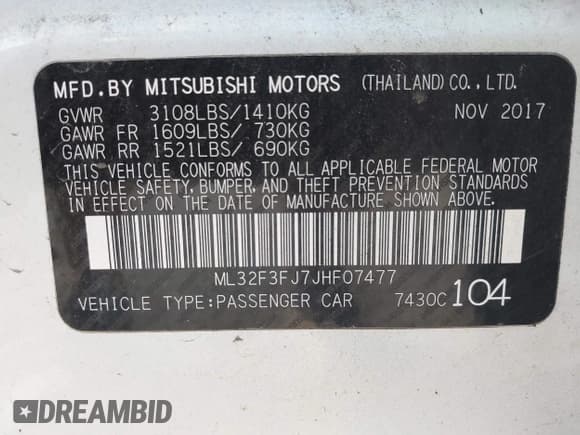 MFD.BY MITSUBISHI MOTORS (THAILAND)CO.,LTD.
GVWR 3108LBS/1410KG NOV 2017
GAWR FR 1609LBS/ 730KG
GAWR RR 1521LBS/ 690KG
THIS VEHICLE CONFORMS TO ALL APPLICABLE FEDERAL MOTOR
VEHICLE SAFETY, BUMPER, AND THEFT PREVENTION STANDARDS
IN EFFECT ON THE DATE OF MANUFACTURE SHOWN ABOVE.
ML32F3FJ7JHF07477
VEHICLE TYPE:PASSENGER CAR 7430C 104
DREAMBID